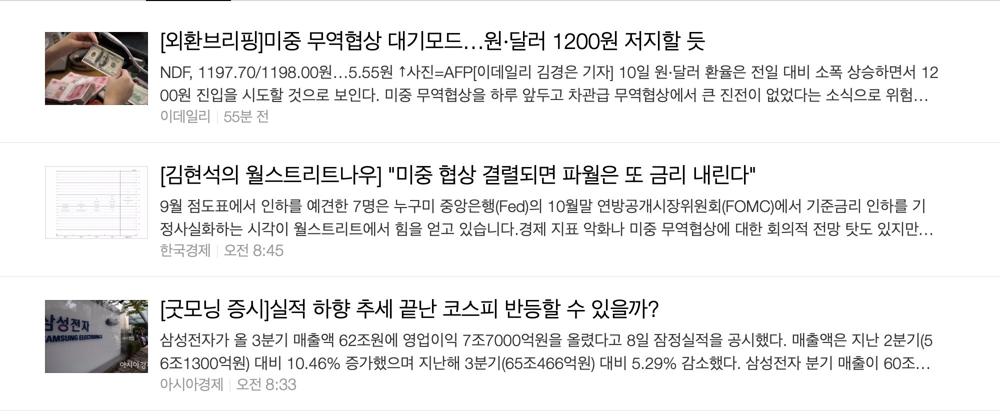 [외환브리핑]미중 무역협상 대기모드…원·달러 1200원 저지할 듯
NDF, 1197.70/1198.00원…5.55원 ↑사진=AFP[이데일리 김경은 기자] 10일 원·달러 환율은 전일 대비 소폭 상승하면서 12
00원 진입을 시도할 것으로 보인다. 미중 무역협상을 하루 앞두고 차관급 무역협상에서 큰 진전이 없었다는 소식으로 위험…
이데일리 | 55분 전
[김현석의 월스트리트나우] "미중 협상 결렬되면 파월은 또 금리 내린다"
9월 점도표에서 인하를 예견한 7명은 누구미 중앙은행(Fed)의 10월말 연방공개시장위원회(FOMC)에서 기준금리 인하를 기
정사실화하는 시각이 월스트리트에서 힘을 얻고 있습니다.경제 지표 악화나 미중 무역협상에 대한 회의적 전망 탓도 있지만…
한국경제 | 오전 8:45
삼성전자
SAMSUNG ELECTRONICS
아시아경
[굿모닝 증시]실적 하향 추세 끝난 코스피 반등할 수 있을까?
삼성전자가 올 3분기 매출액 62조원에 영업이익 7조7000억원을 올렸다고 8일 잠정실적을 공시했다. 매출액은 지난 2분기(5
6조1300억원) 대비 10.46% 증가했으며 지난해 3분기(65조466억원) 대비 5.29% 감소했다. 삼성전자 분기 매출이 60조…
아시아경제 | 오전 8:33